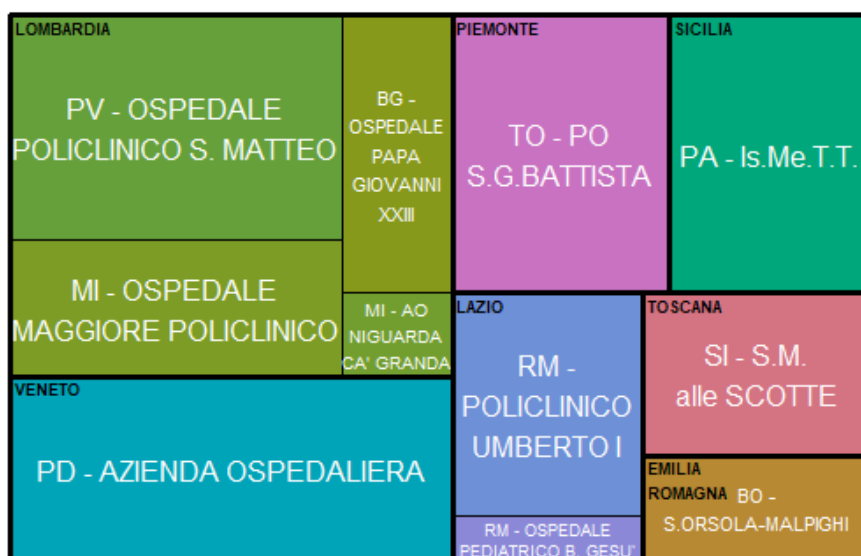 LOMBARDIA
PV - OSPEDALE
POLICLINICO S. MATTEO
MI - OSPEDALE
MAGGIORE POLICLINICO
BG -
OSPEDALE
PAPA
GIOVANNI
XXIII
MI - AO
NIGUARDA
CA' GRANDA
VENETO
PD - AZIENDA OSPEDALIERA
PIEMONTE
TO - PO
S.G.BATTISTA
SICILIA
PA - Is.Me.T.T.
LAZIO
RM -
POLICLINICO
UMBERTO I
RM - OSPEDALE
PEDIATRICO B. GESU'
TOSCANA
SI - S.M.
alle SCOTTE
EMILIA
ROMAGNA BO -
S.ORSOLA-MALPIGHI